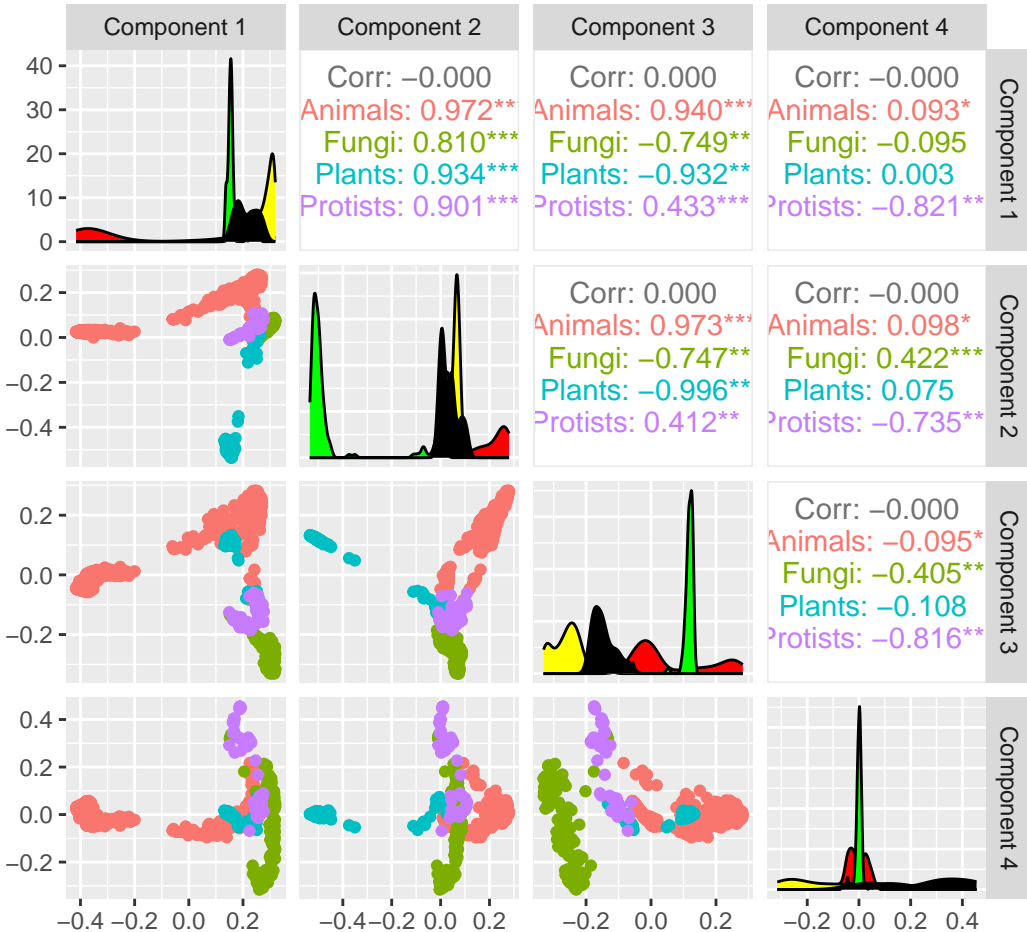 Component 1 Component 2 Component 3 Component 4
40
30
20
10
0
Corr: −0.000
Animals: 0.972***
Fungi: 0.810***
Plants: 0.934***
Protists: 0.901***
Corr: 0.000
Animals: 0.940***
Fungi: −0.749**
Plants: −0.932**
Protists: 0.433***
Corr: −0.000
Animals: 0.093*
Fungi: −0.095
Plants: 0.003
Protists: −0.821**
Component 1
0.2
0.0
−0.2
−0.4
Corr: 0.000
Animals: 0.973***
Fungi: −0.747**
Plants: −0.996**
Protists: 0.412**
Corr: −0.000
Animals: 0.098*
Fungi: 0.422***
Plants: 0.075
Protists: −0.735**
Component 2
0.2
0.0
−0.2
Corr: −0.000
Animals: −0.095*
Fungi: −0.405**
Plants: −0.108
Protists: −0.816**
Component 3
0.4
0.2
0.0
−0.2
Component 4
−0.4 −0.2 0.0 0.2 −0.4 −0.2 0.0 0.2 −0.2 0.0 0.2 −0.2 0.0 0.2 0.4